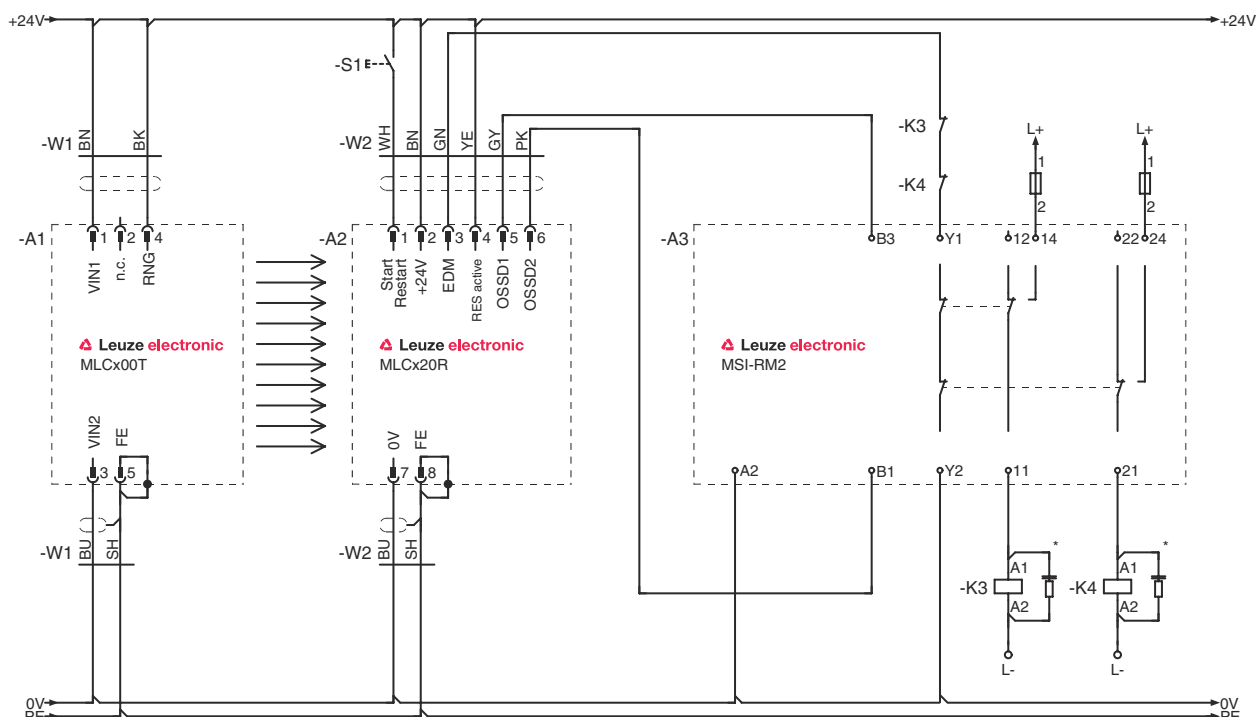 +24V
+24V
-S1
-W1
BN
BK
-W2
WH
BN
GN
YE
GY
PK
-K3
-K4
L+
L+
1
2
1
2
-A1
1
2
4
VIN1
n.c.
RNG
-A2
1
2
3
4
5
6
Start
Restart
+24V
EDM
RES active
OSSD1
OSSD2
-A3
B3
Y1
12
14
22
24
Leuze electronic
MLCx00T
Leuze electronic
MLCx20R
Leuze electronic
MSI-RM2
VIN2
FE
3
5
0V
FE
7
8
A2
B1
Y2
11
21
-W1
BU
SH
-W2
BU
SH
-K3
A1
A2
*
-K4
A1
A2
*
L-
L-
0V
0V
PE
PE